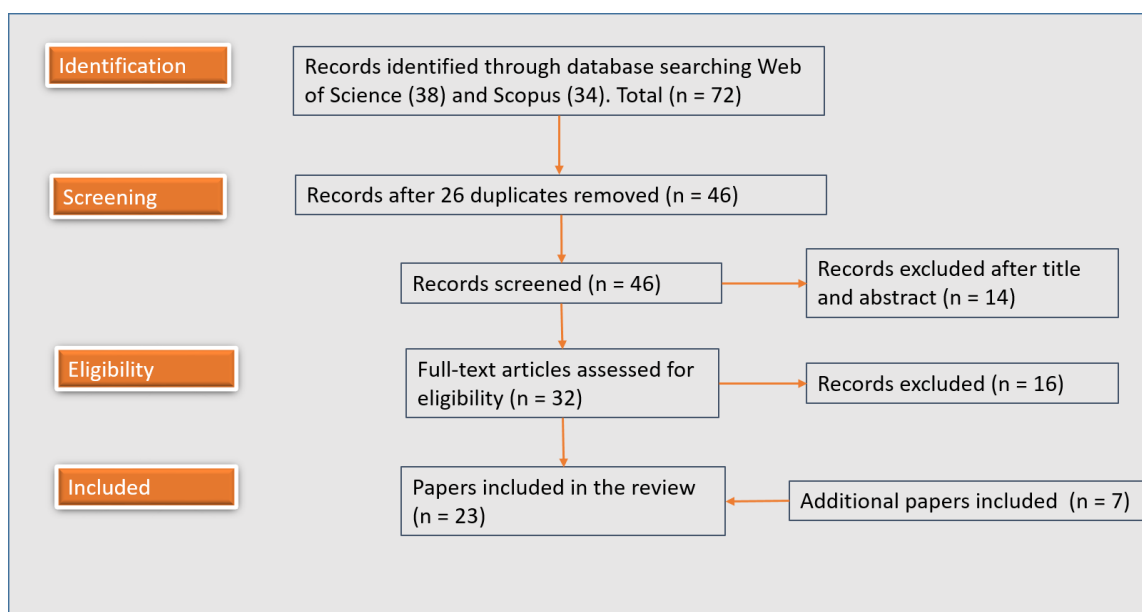 Identification
Records identified through database searching Web
of Science (38) and Scopus (34). Total (n = 72)
Screening
Records after 26 duplicates removed (n = 46)
Records screened (n = 46)
Records excluded after title
and abstract (n = 14)
Eligibility
Full-text articles assessed for
eligibility (n = 32)
Records excluded (n = 16)
Included
Papers included in the review
(n = 23)
Additional papers included  (n = 7)